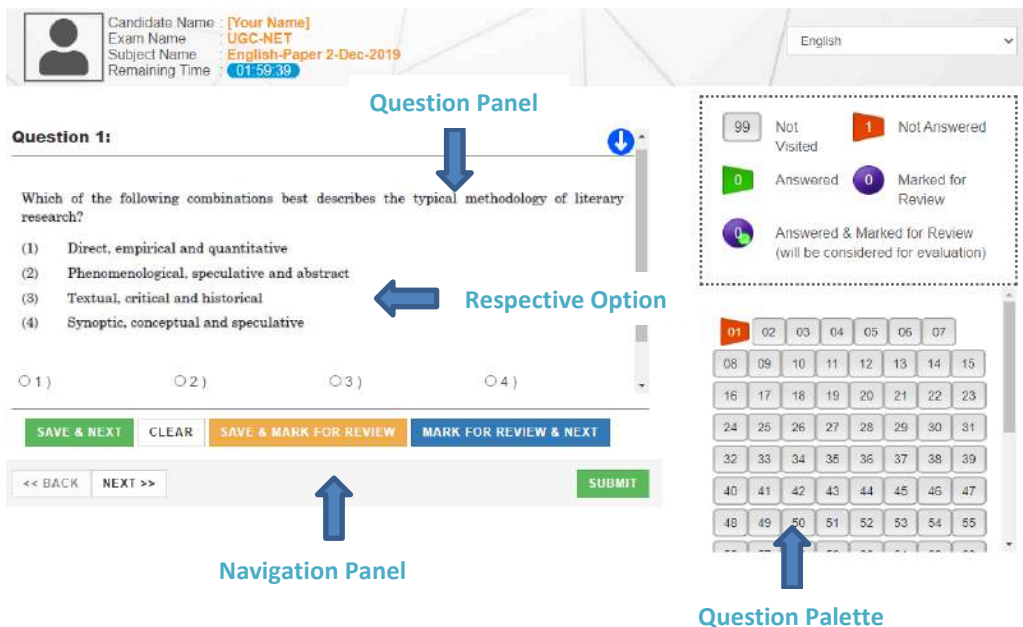 Candidate Name : [Your Name]
Exam Name : UGC-NET
Subject Name : English-Paper 2-Dec-2019
Remaining Time : 01:59:39
English
Question Panel
Question 1:
Which of the following combinations best describes the typical methodology of literary
research?
(1) Direct, empirical and quantitative
(2) Phenomenological, speculative and abstract
(3) Textual, critical and historical
(4) Synoptic, conceptual and speculative
Respective Option
1 ) 2 ) 3 ) 4 )
SAVE & NEXT CLEAR SAVE & MARK FOR REVIEW MARK FOR REVIEW & NEXT
<< BACK NEXT >> SUBMIT
Navigation Panel
99 Not Visited 1 Not Answered
0 Answered 0 Marked for Review
0 Answered & Marked for Review
(will be considered for evaluation)
01 02 03 04 05 06 07
08 09 10 11 12 13 14 15
16 17 18 19 20 21 22 23
24 25 26 27 28 29 30 31
32 33 34 35 36 37 38 39
40 41 42 43 44 45 46 47
48 49 50 51 52 53 54 55
Question Palette